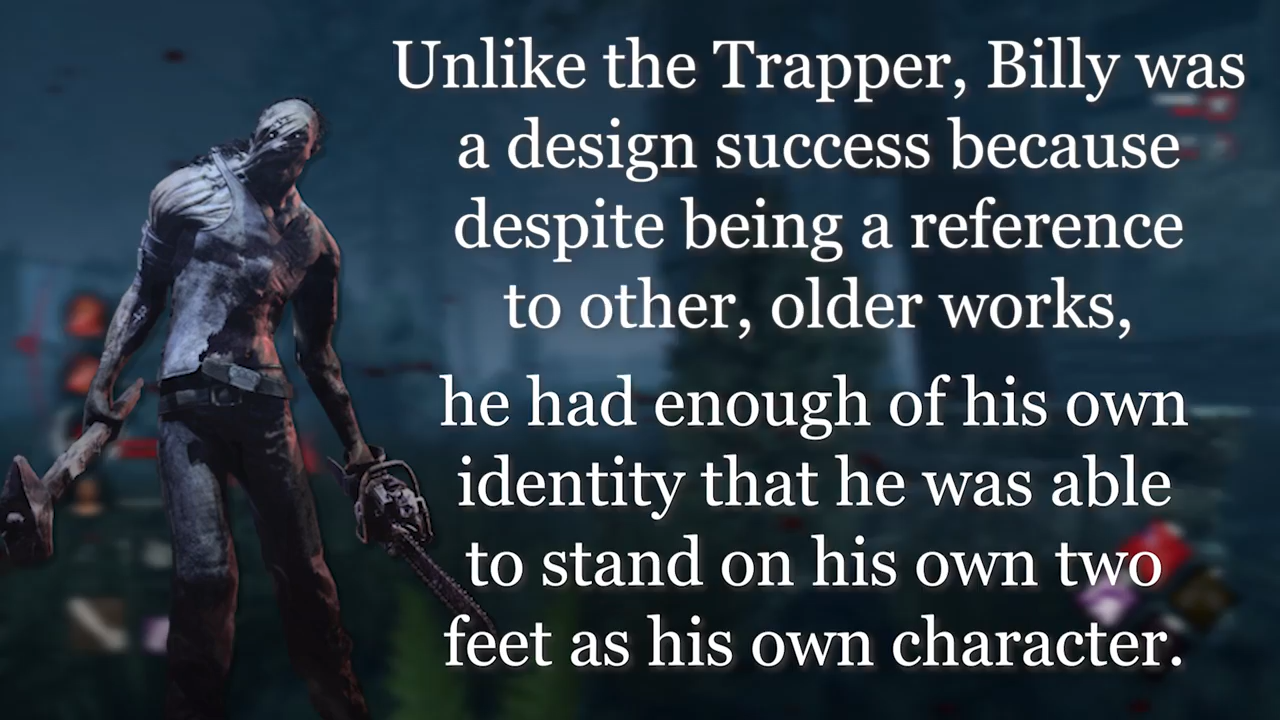 Unlike the Trapper, Billy was
a design success because
despite being a reference
to other, older works,
he had enough of his own
identity that he was able
to stand on his own two
feet as his own character.